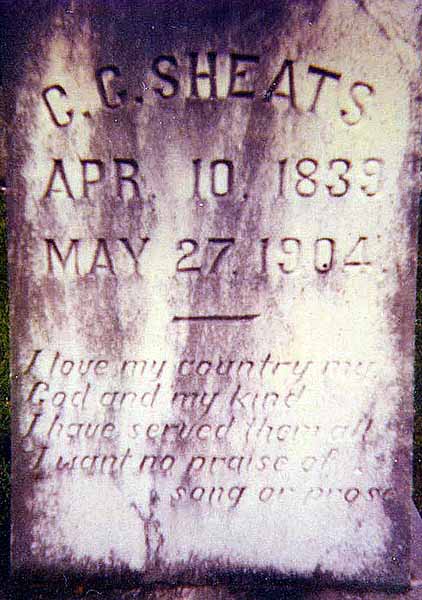 C. C. SHEATS
APR. 10. 1839
MAY 27. 1904.
I love my country my
God and my kind
I have served them all
I want no praise of
song or prose